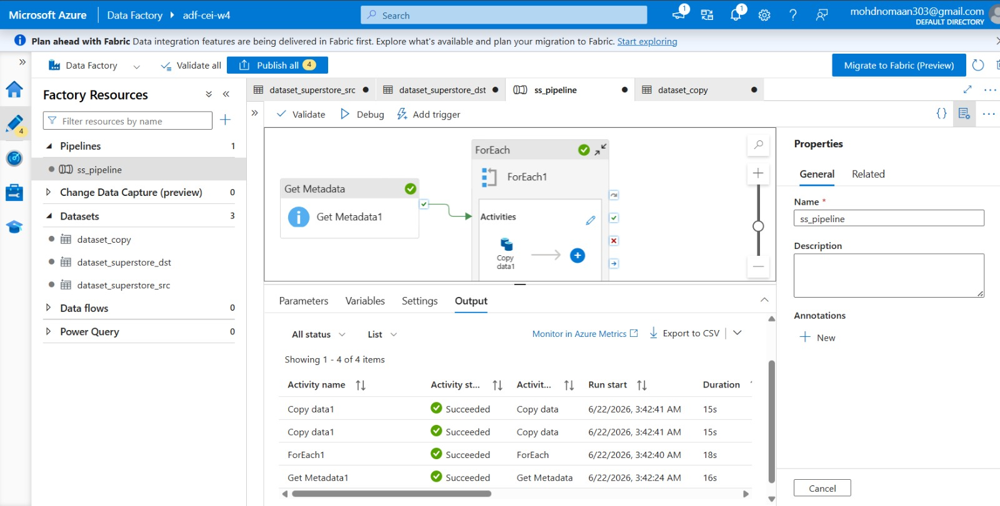 Microsoft Azure Data Factory adf-cei-w4 Search 1 1 mohdnomaan303@gmail.com
DEFAULT DIRECTORY
Plan ahead with Fabric Data integration features are being delivered in Fabric first. Explore what's available and plan your migration to Fabric. Start exploring
Data Factory Validate all Publish all 4 Migrate to Fabric (Preview)
4
Factory Resources
Filter resources by name
Pipelines 1
ss_pipeline
Change Data Capture (preview) 0
Datasets 3
dataset_copy
dataset_superstore_dst
dataset_superstore_src
Data flows 0
Power Query 0
dataset_superstore_src dataset_superstore_dst ss_pipeline dataset_copy
Validate Debug Add trigger
Get Metadata
Get Metadata1
ForEach
ForEach1
Activities
Copy
data1
Parameters Variables Settings Output
All status List Monitor in Azure Metrics Export to CSV
Showing 1 - 4 of 4 items
Activity name Activity st... Activit... Run start Duration
Copy data1 Succeeded Copy data 6/22/2026, 3:42:41 AM 15s
Copy data1 Succeeded Copy data 6/22/2026, 3:42:41 AM 15s
ForEach1 Succeeded ForEach 6/22/2026, 3:42:40 AM 18s
Get Metadata1 Succeeded Get Metadata 6/22/2026, 3:42:24 AM 16s
Properties
General Related
Name *
ss_pipeline
Description
Annotations
New
Cancel